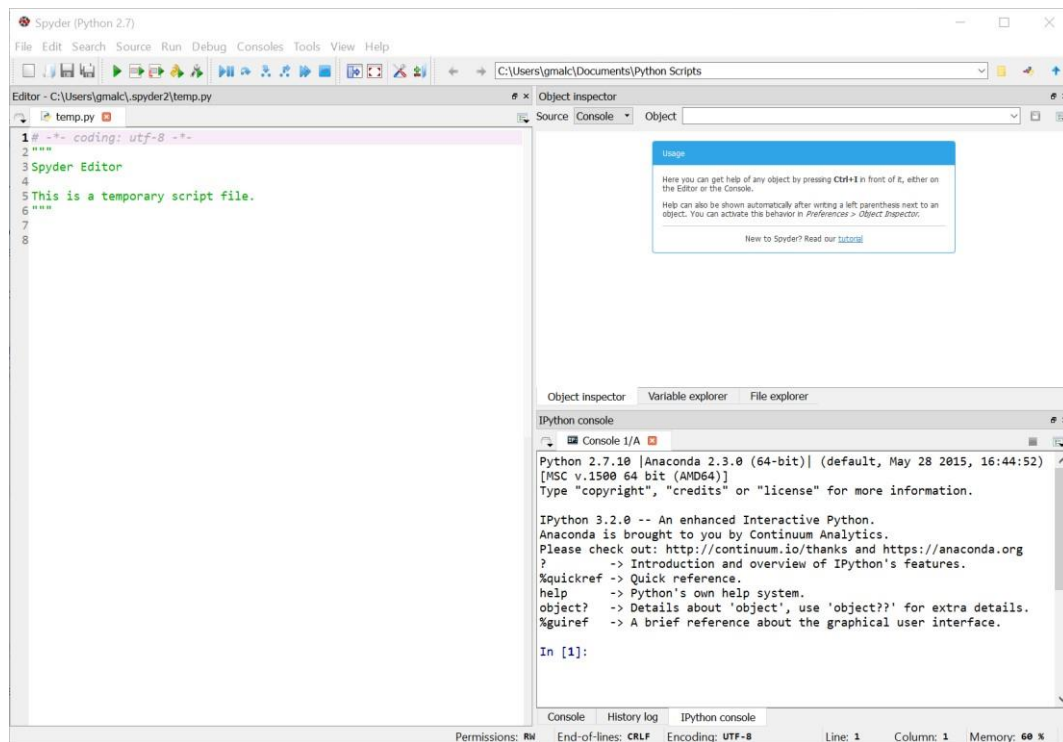 Spyder (Python 2.7)
File Edit Search Source Run Debug Consoles Tools View Help
C:\Users\gmalc\Documents\Python Scripts
Editor - C:\Users\gmalc\.spyder2\temp.py
temp.py
1 # -*- coding: utf-8 -*-
2 """
3 Spyder Editor
4
5 This is a temporary script file.
6 """
7
8
Object inspector
Source Console Object
Usage
Here you can get help of any object by pressing Ctrl+I in front of it, either on
the Editor or the Console.
Help can also be shown automatically after writing a left parenthesis next to an
object. You can activate this behavior in Preferences > Object Inspector.
New to Spyder? Read our tutorial
Object inspector Variable explorer File explorer
IPython console
Console 1/A
Python 2.7.10 |Anaconda 2.3.0 (64-bit)| (default, May 28 2015, 16:44:52)
[MSC v.1500 64 bit (AMD64)]
Type "copyright", "credits" or "license" for more information.
IPython 3.2.0 -- An enhanced Interactive Python.
Anaconda is brought to you by Continuum Analytics.
Please check out: http://continuum.io/thanks and https://anaconda.org
? -> Introduction and overview of IPython's features.
%quickref -> Quick reference.
help -> Python's own help system.
object? -> Details about 'object', use 'object??' for extra details.
%guiref -> A brief reference about the graphical user interface.
In [1]:
Console History log IPython console
Permissions: RW End-of-lines: CRLF Encoding: UTF-8 Line: 1 Column: 1 Memory: 60 %